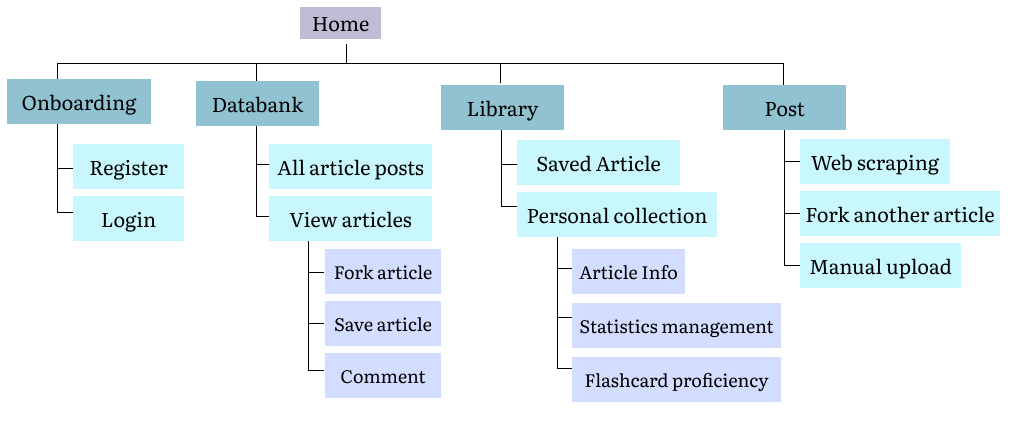 Home
Onboarding
Register
Login
Databank
All article posts
View articles
Fork article
Save article
Comment
Library
Saved Article
Personal collection
Article Info
Statistics management
Flashcard proficiency
Post
Web scraping
Fork another article
Manual upload